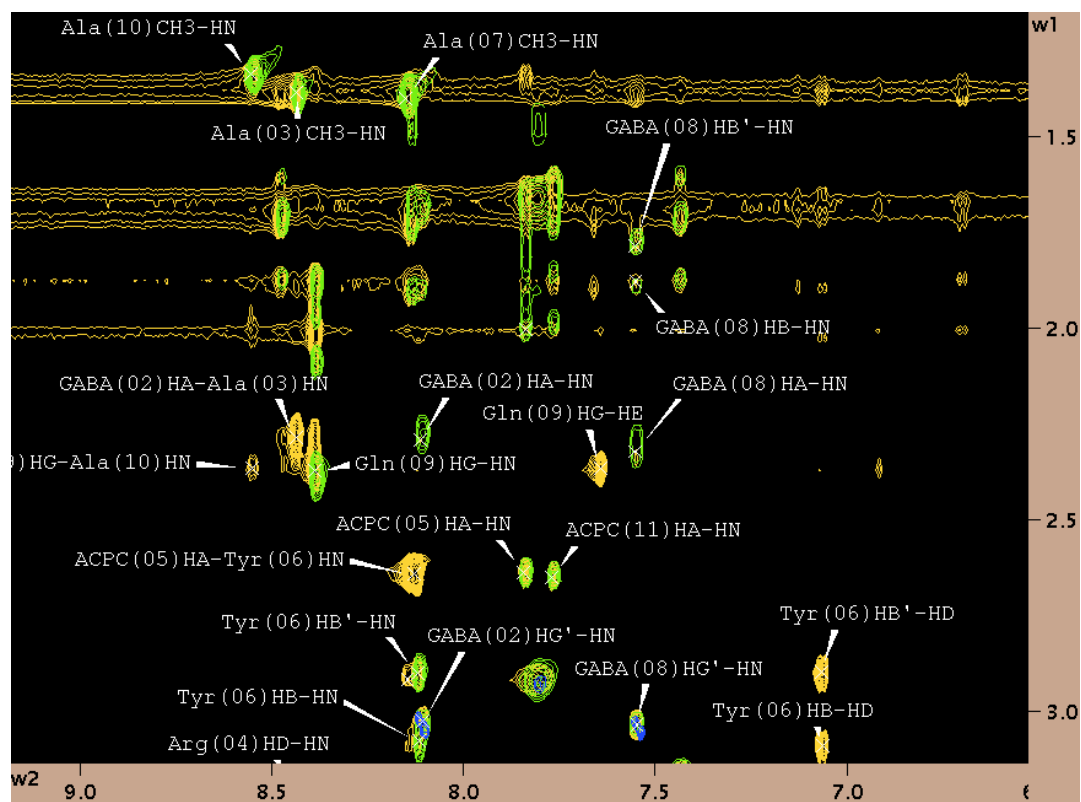 w1
Ala(10)CH3-HN
Ala(07)CH3-HN
Ala(03)CH3-HN
GABA(08)HB'-HN
1.5
GABA(08)HB-HN
2.0
GABA(02)HA-Ala(03)HN
GABA(02)HA-HN
GABA(08)HA-HN
Gln(09)HG-HE
9)HG-Ala(10)HN
Gln(09)HG-HN
ACPC(05)HA-HN
ACPC(11)HA-HN
2.5
ACPC(05)HA-Tyr(06)HN
Tyr(06)HB'-HN
GABA(02)HG'-HN
Tyr(06)HB'-HD
GABA(08)HG'-HN
Tyr(06)HB-HN
Tyr(06)HB-HD
3.0
Arg(04)HD-HN
w2
9.0 8.5 8.0 7.5 7.0